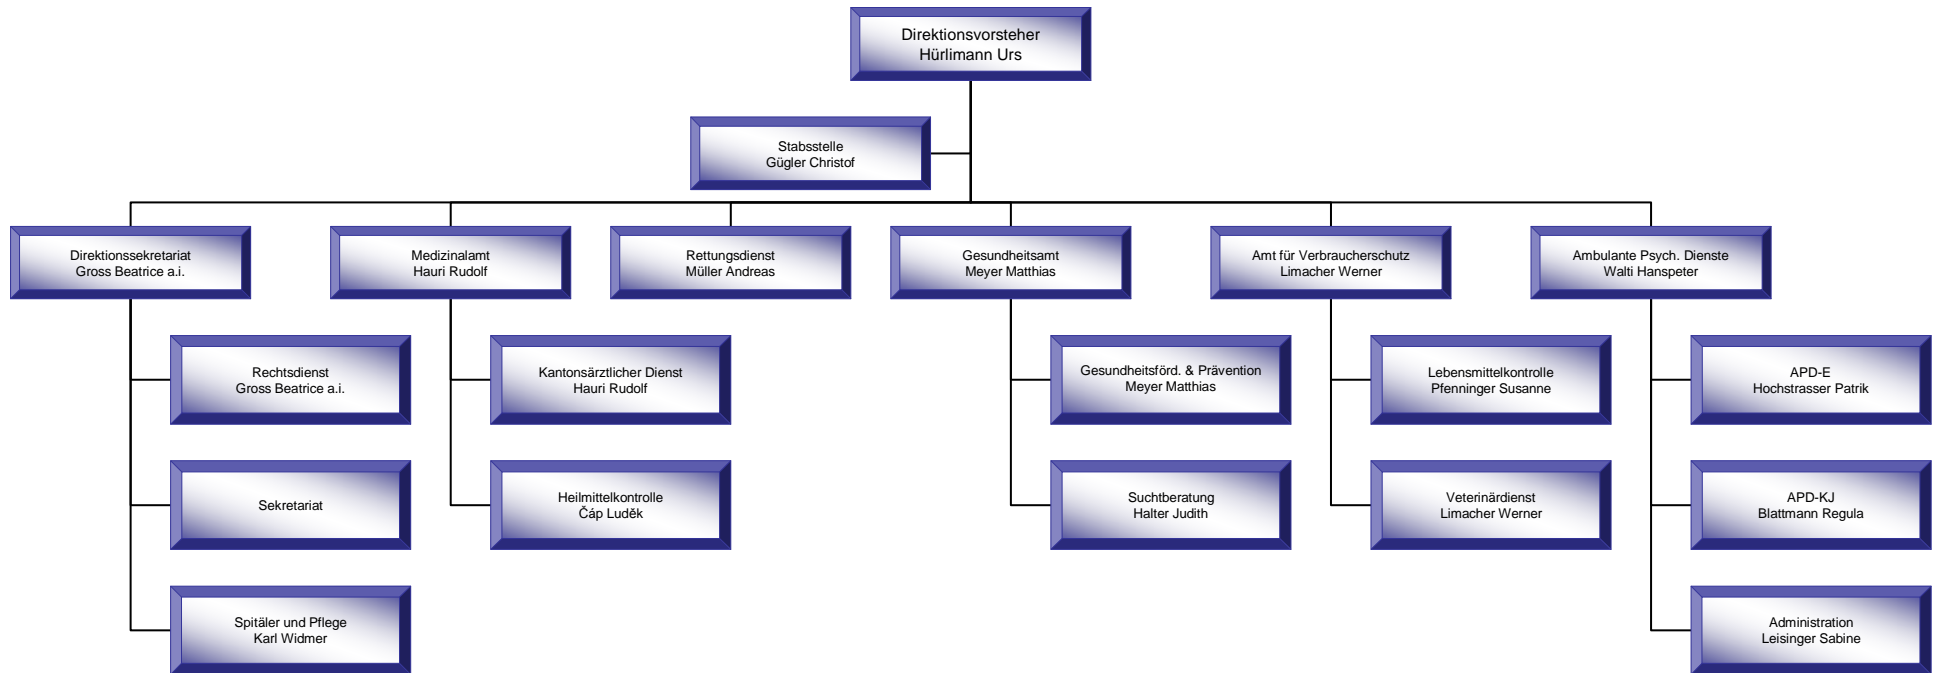 Direktionsvorsteher
Hürlimann Urs
Stabsstelle
Gügler Christof
Direktionssekretariat
Gross Beatrice a.i.
Medizinalamt
Hauri Rudolf
Rettungsdienst
Müller Andreas
Gesundheitsamt
Meyer Matthias
Amt für Verbraucherschutz
Limacher Werner
Ambulante Psych. Dienste
Walti Hanspeter
Rechtsdienst
Gross Beatrice a.i.
Kantonsärztlicher Dienst
Hauri Rudolf
Gesundheitsförd. & Prävention
Meyer Matthias
Lebensmittelkontrolle
Pfenninger Susanne
APD-E
Hochstrasser Patrik
Sekretariat
Heilmittelkontrolle
Čáp Luděk
Suchtberatung
Halter Judith
Veterinärdienst
Limacher Werner
APD-KJ
Blattmann Regula
Spitäler und Pflege
Karl Widmer
Administration
Leisinger Sabine